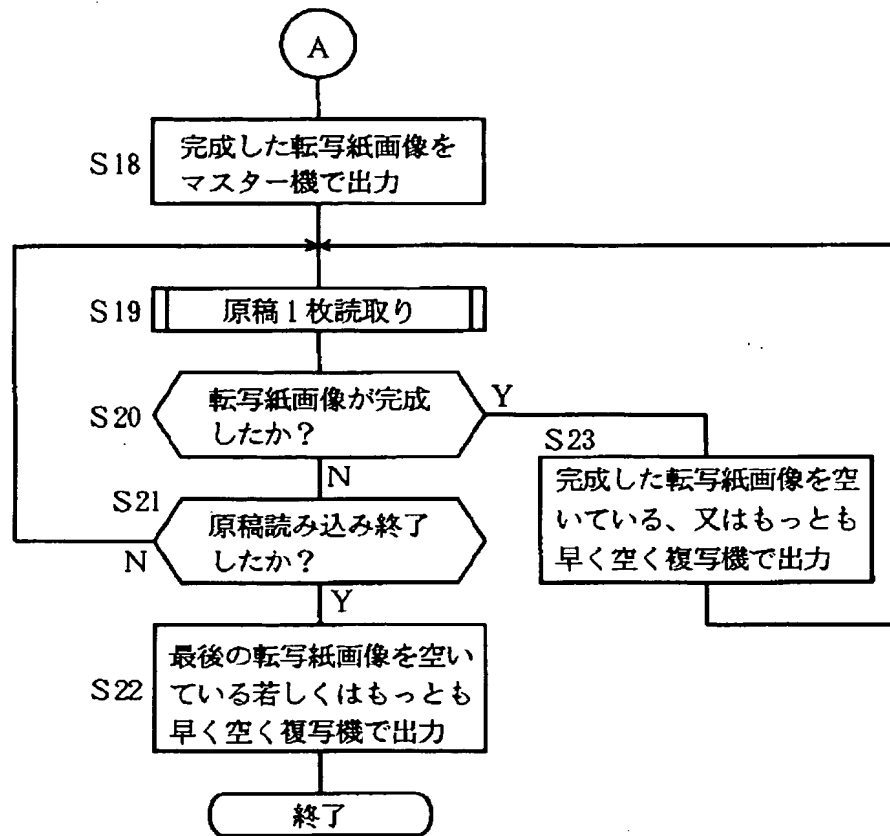 A
S18
完成した転写紙画像を
マスター機で出力
S19
原稿1枚読取り
S20
転写紙画像が完成
したか?
Y
N
S23
完成した転写紙画像を空
いている、又はもっとも
早く空く複写機で出力
S21
原稿読み込み終了
したか?
N
Y
S22
最後の転写紙画像を空い
ている若しくはもっとも
早く空く複写機で出力
終了